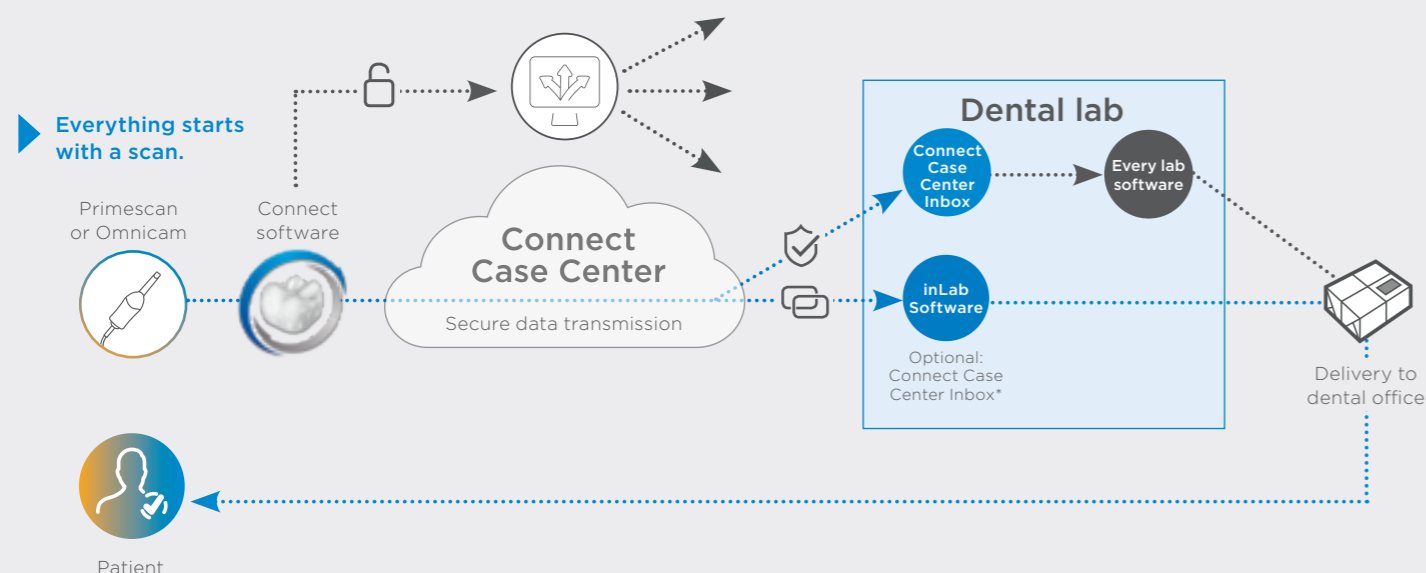 Everything starts
with a scan.
Primescan
or Omnicam
Connect
software
Connect
Case Center
Secure data transmission
Dental lab
Connect
Case
Center
Inbox
Every lab
software
inLab
Software
Optional:
Connect Case
Center Inbox*
Delivery to
dental office
Patient